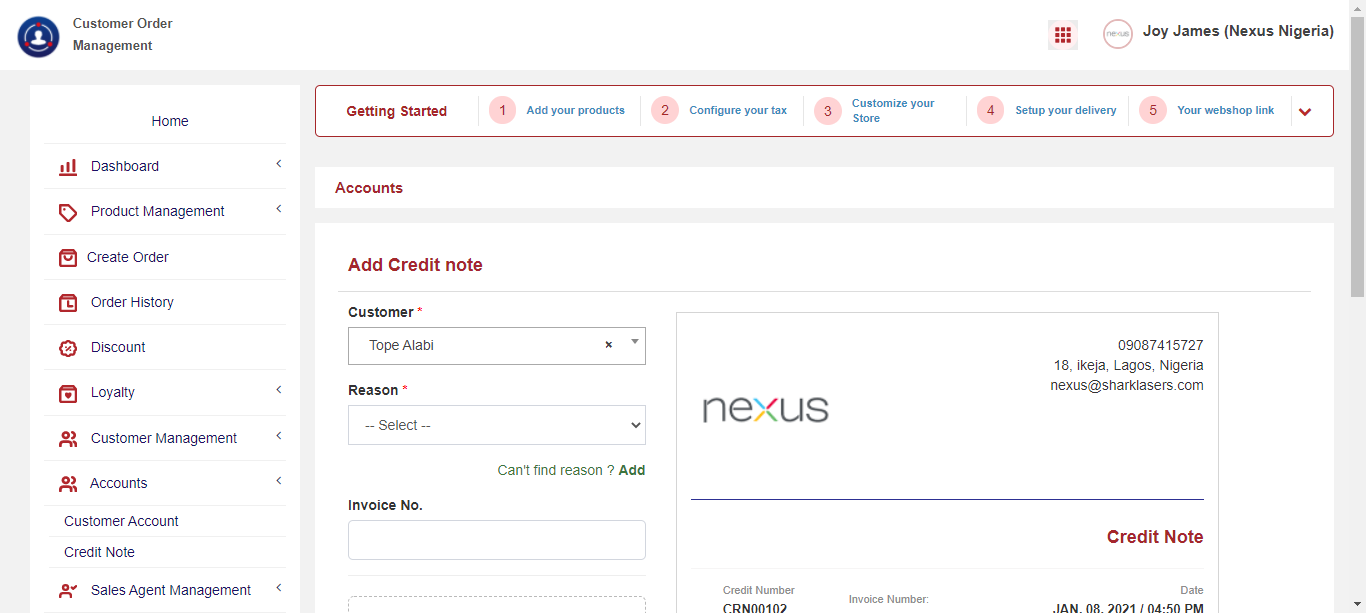 Customer Order
Management
nexus
Joy James (Nexus Nigeria)
Home
Dashboard
Product Management
Create Order
Order History
Discount
Loyalty
Customer Management
Accounts
Customer Account
Credit Note
Sales Agent Management
Getting Started
1 Add your products
2 Configure your tax
3 Customize your
Store
4 Setup your delivery
5 Your webshop link
Accounts
Add Credit note
Customer *
Tope Alabi ×
Reason *
-- Select --
Can't find reason ? Add
Invoice No.
nexus
09087415727
18, ikeja, Lagos, Nigeria
nexus@sharklasers.com
Credit Note
Credit Number
CRN00102
Invoice Number:
Date
JAN. 08, 2021 / 04:50 PM